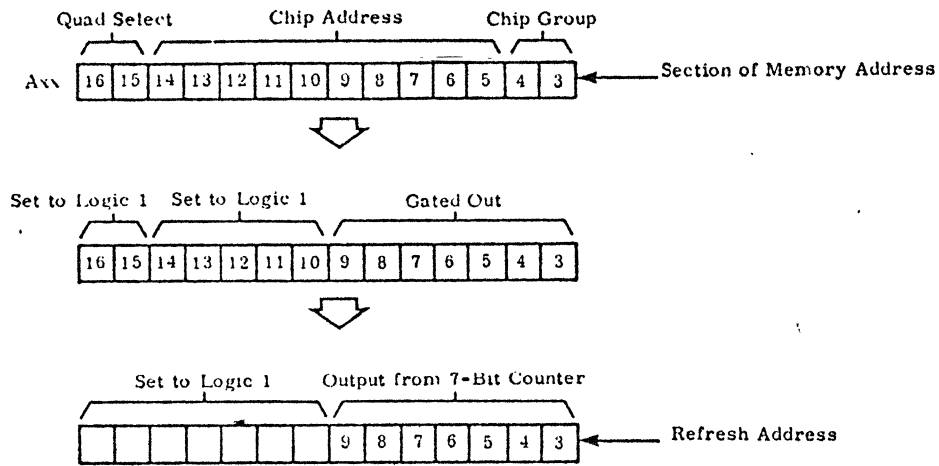 Quad Select Chip Address Chip Group
Axx 16 15 14 13 12 11 10 9 8 7 6 5 4 3 Section of Memory Address
Set to Logic 1 Set to Logic 1 Gated Out
16 15 14 13 12 11 10 9 8 7 6 5 4 3
Set to Logic 1 Output from 7-Bit Counter
9 8 7 6 5 4 3 Refresh Address